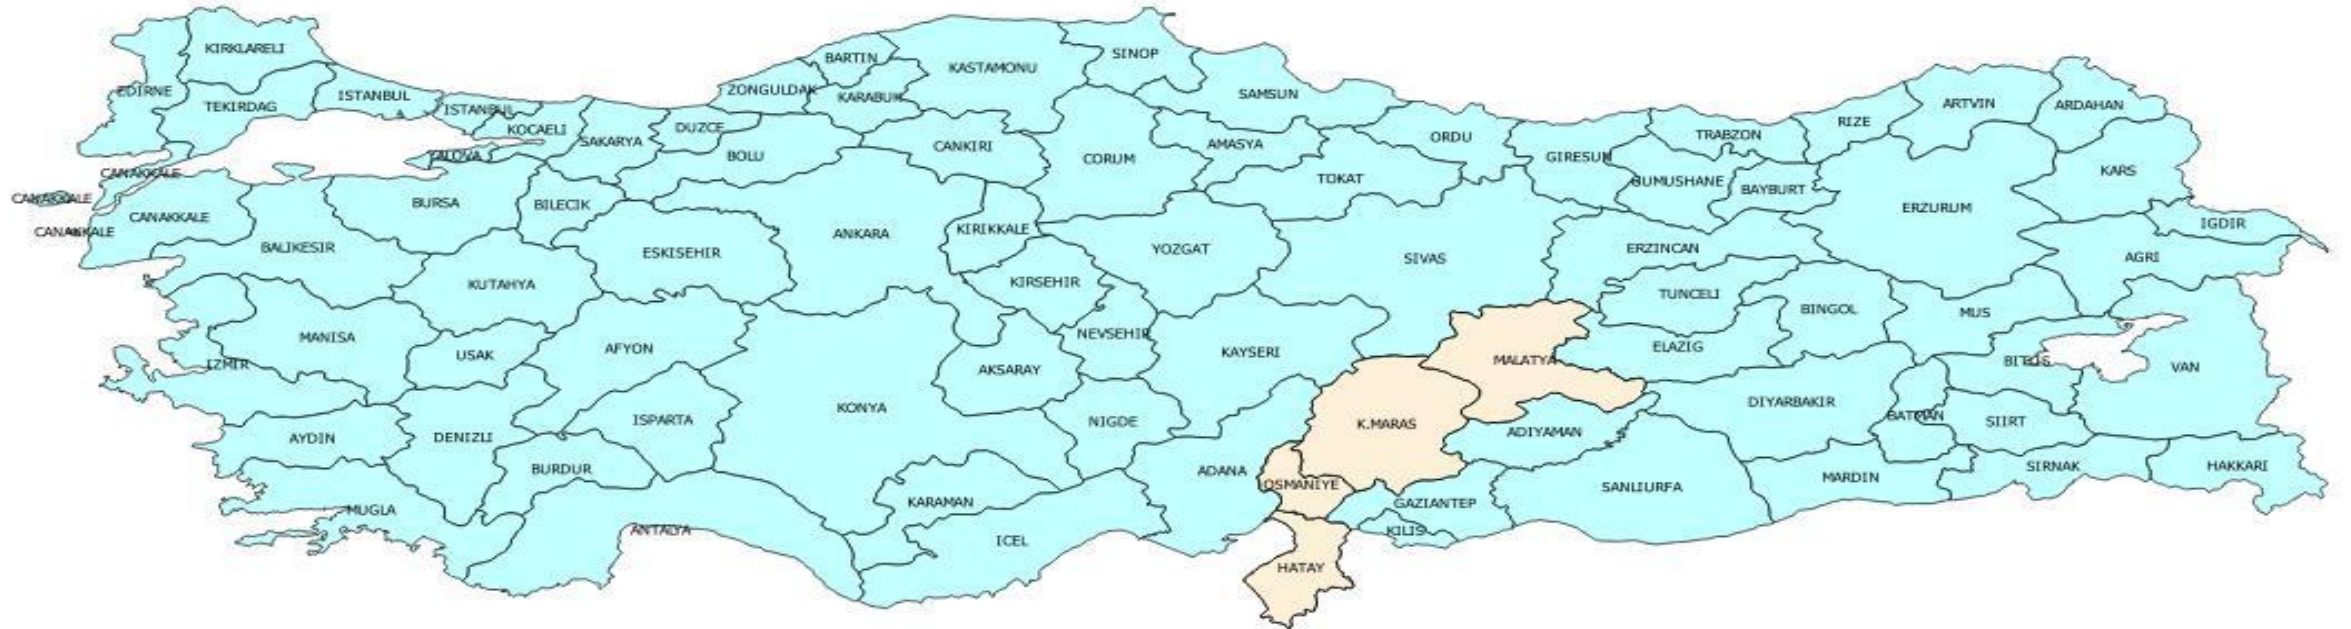 KIRKLARELI
SINOP
BARTIN
KASTAMONU
EDIRNE
ZONGULDAK
KARABUK
ISTANBUL
SAMSUN
TEKIRDAG
ISTANBUL
ARTVIN
ARDAHAN
KOCAELI
DUZCE
RIZE
SAKARYA
ORDU
TRABZON
CANKIRI
AMASYA
YALOVA
BOLU
CORUM
GIRESUN
CANAKKALE
TOKAT
GUMUSHANE
BAYBURT
KARS
CANAKKALE
BURSA
BILECIK
ERZURUM
CANAKKALE
CANAKKALE
ANKARA
KIRIKKALE
IGDIR
BALIKESIR
ESKISEHIR
YOZGAT
SIVAS
ERZINCAN
AGRI
KUTAHYA
KIRSEHIR
TUNCELI
BINGOL
MUS
MANISA
NEVSEHIR
USAK
AFYON
KAYSERI
ELAZIG
IZMIR
AKSARAY
MALATYA
BITLIS
VAN
KONYA
DIYARBAKIR
ISPARTA
NIGDE
K.MARAS
BATMAN
SIIRT
AYDIN
DENIZLI
ADIYAMAN
BURDUR
ADANA
SIRNAK
HAKKARI
OSMANIYE
SANLIURFA
MARDIN
KARAMAN
GAZIANTEP
MUGLA
ANTALYA
KILIS
ICEL
HATAY